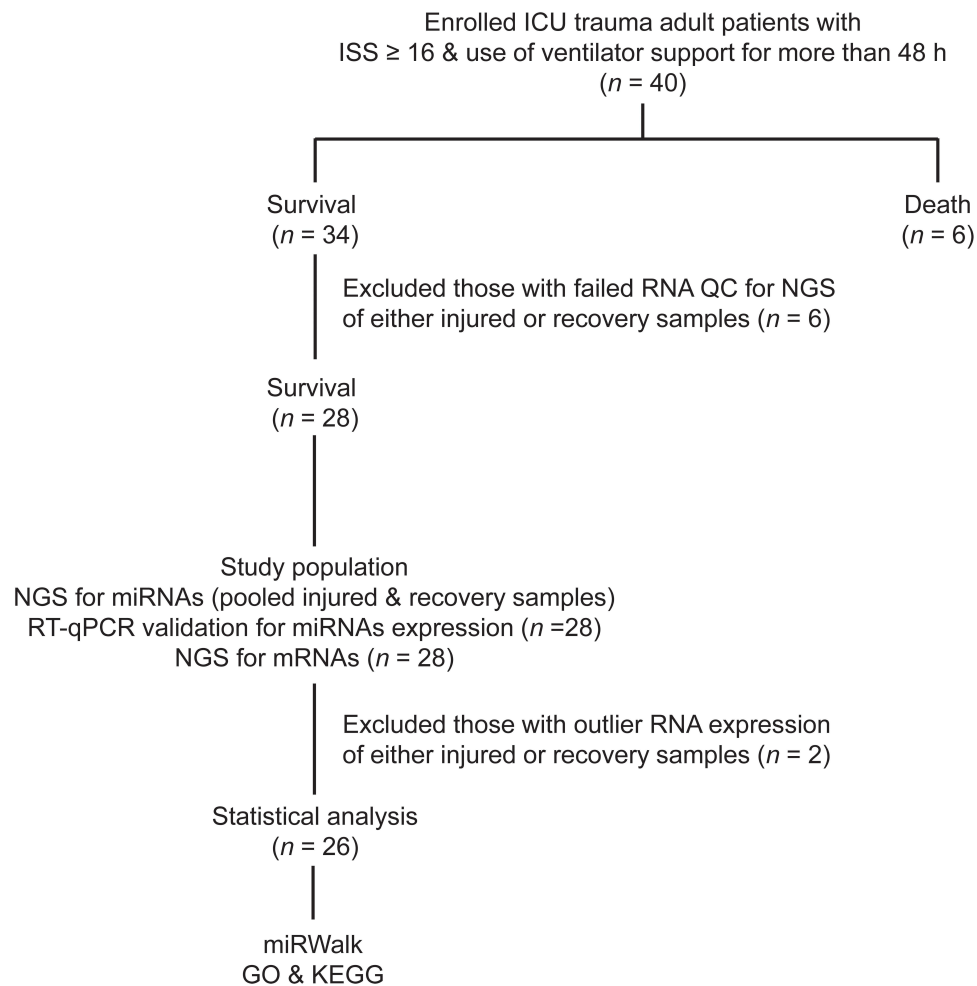 Enrolled ICU trauma adult patients with
ISS ≥ 16 & use of ventilator support for more than 48 h
(n = 40)
Survival
(n = 34)
Death
(n = 6)
Excluded those with failed RNA QC for NGS
of either injured or recovery samples (n = 6)
Survival
(n = 28)
Study population
NGS for miRNAs (pooled injured & recovery samples)
RT-qPCR validation for miRNAs expression (n =28)
NGS for mRNAs (n = 28)
Excluded those with outlier RNA expression
of either injured or recovery samples (n = 2)
Statistical analysis
(n = 26)
miRWalk
GO & KEGG